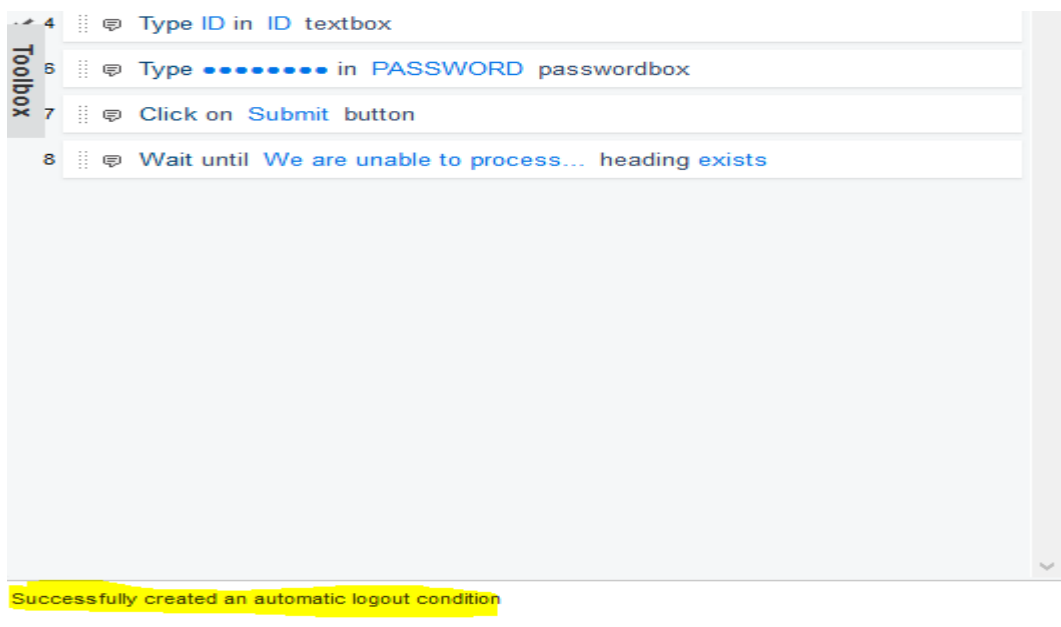 4 Type ID in ID textbox
Toolbox
6 Type •••••••• in PASSWORD passwordbox
7 Click on Submit button
8 Wait until We are unable to process... heading exists
Successfully created an automatic logout condition